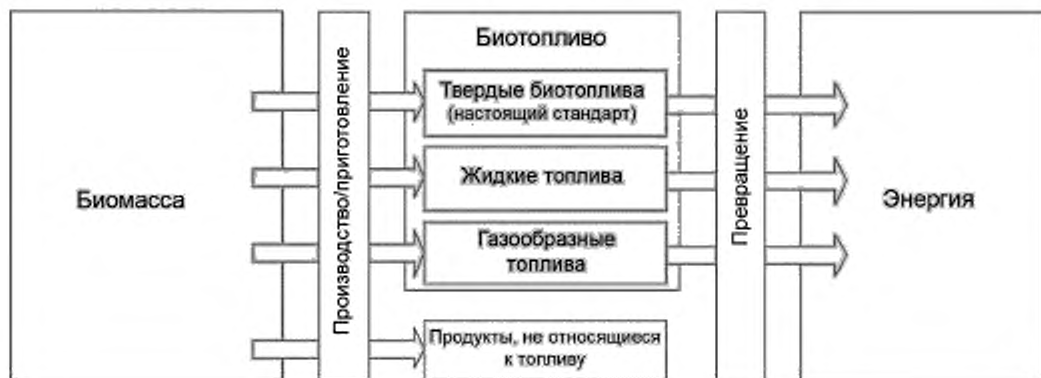 Биомасса
Производство/приготовление
Биотопливо
Твердые биотоплива
(настоящий стандарт)
Жидкие топлива
Газообразные
топлива
Продукты, не относящиеся
к топливу
Превращение
Энергия